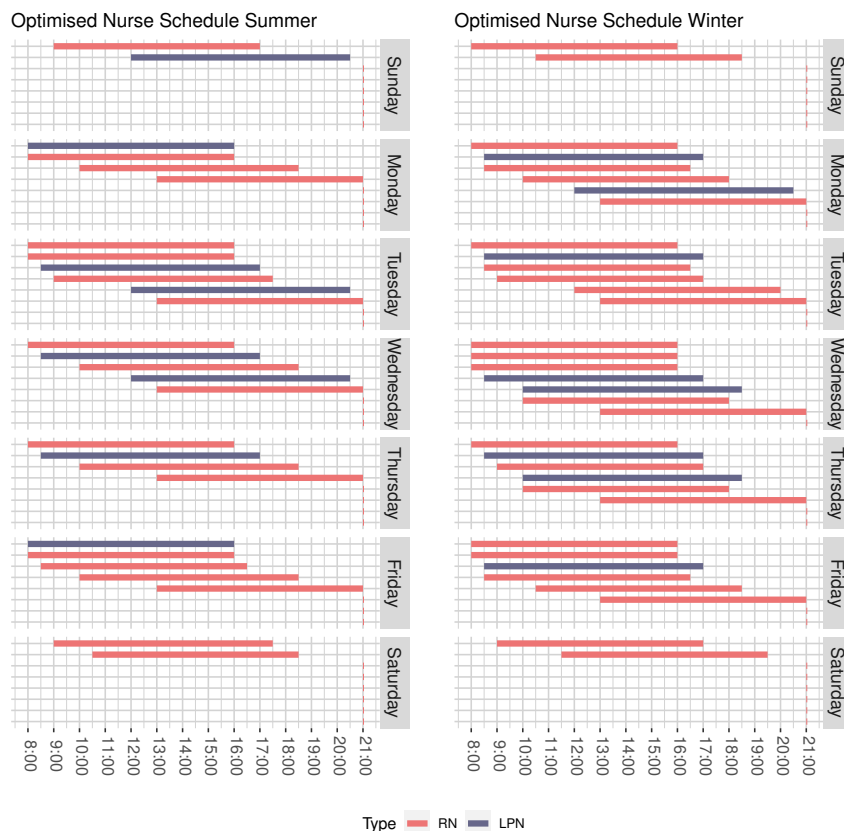 Optimised Nurse Schedule Summer
Sunday
Monday
Tuesday
Wednesday
Thursday
Friday
Saturday
8:00
9:00
10:00
11:00
12:00
13:00
14:00
15:00
16:00
17:00
18:00
19:00
20:00
21:00
Optimised Nurse Schedule Winter
Sunday
Monday
Tuesday
Wednesday
Thursday
Friday
Saturday
8:00
9:00
10:00
11:00
12:00
13:00
14:00
15:00
16:00
17:00
18:00
19:00
20:00
21:00
Type RN LPN